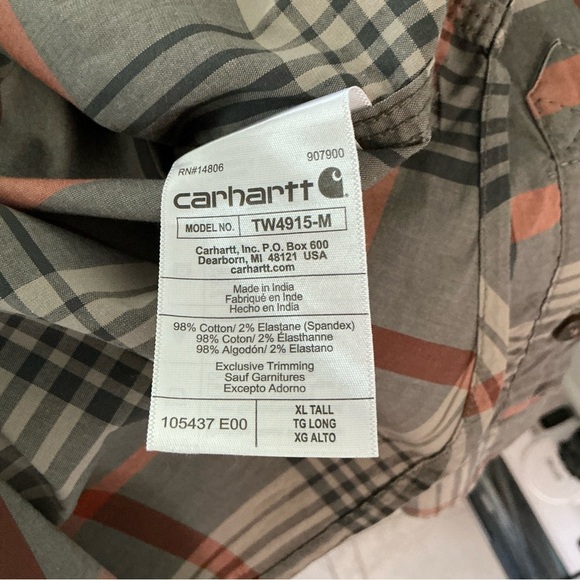 RN#14806
907900
carhartt
MODEL NO. TW4915-M
Carhartt, Inc. P.O. Box 600
Dearborn, MI 48121 USA
carhartt.com
Made in India
Fabriqué en Inde
Hecho en India
98% Cotton/ 2% Elastane (Spandex)
98% Coton/ 2% Élasthanne
98% Algodón/ 2% Elastano
Exclusive Trimming
Sauf Garnitures
Excepto Adorno
105437 E00
XL TALL
TG LONG
XG ALTO